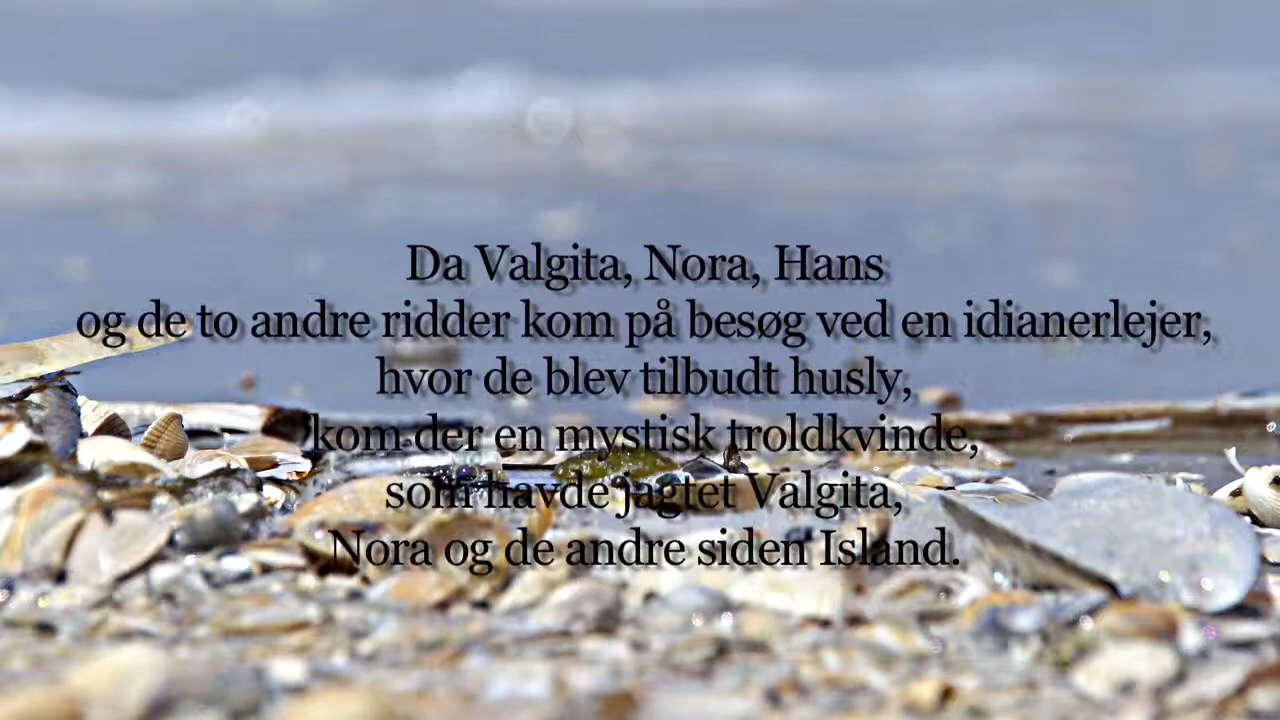 Da Valgita, Nora, Hans
og de to andre ridder kom på besøg ved en idianerlejer,
hvor de blev tilbudt husly,
kom der en mystisk troldkvinde,
som havde jagtet Valgita,
Nora og de andre siden Island.